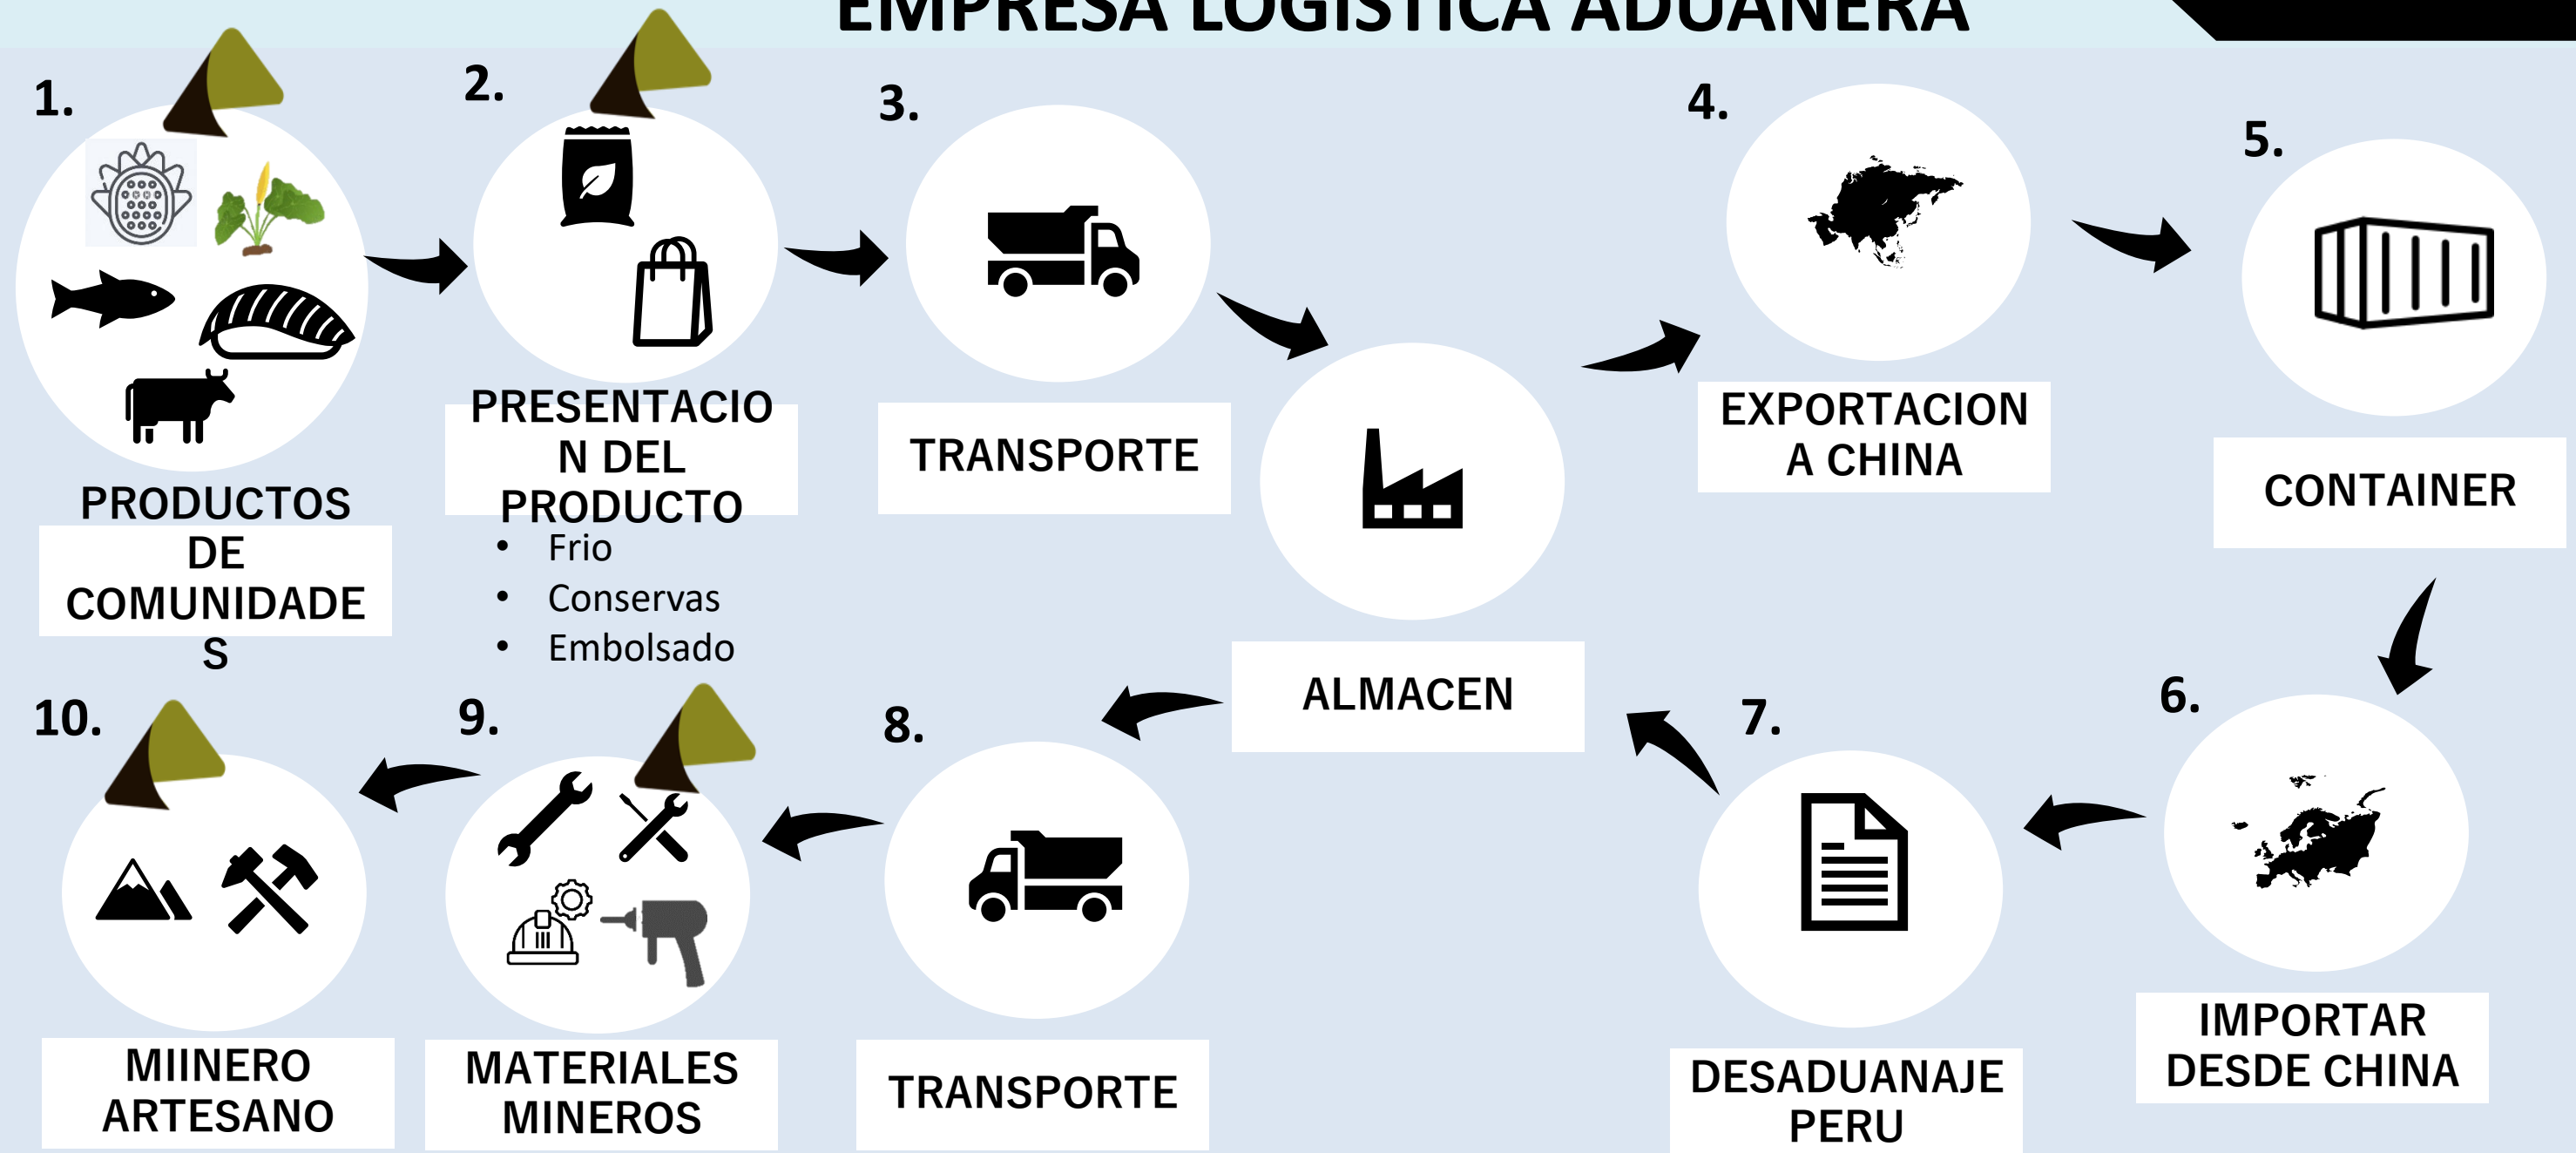 EMPRESA LOGISTICA ADUANERA
1.
PRODUCTOS
DE
COMUNIDADE
S
2.
PRESENTACIO
N DEL
PRODUCTO
• Frio
• Conservas
• Embolsado
3.
TRANSPORTE
ALMACEN
4.
EXPORTACION
A CHINA
5.
CONTAINER
6.
IMPORTAR
DESDE CHINA
7.
DESADUANAJE
PERU
8.
TRANSPORTE
9.
MATERIALES
MINEROS
10.
MIINERO
ARTESANO